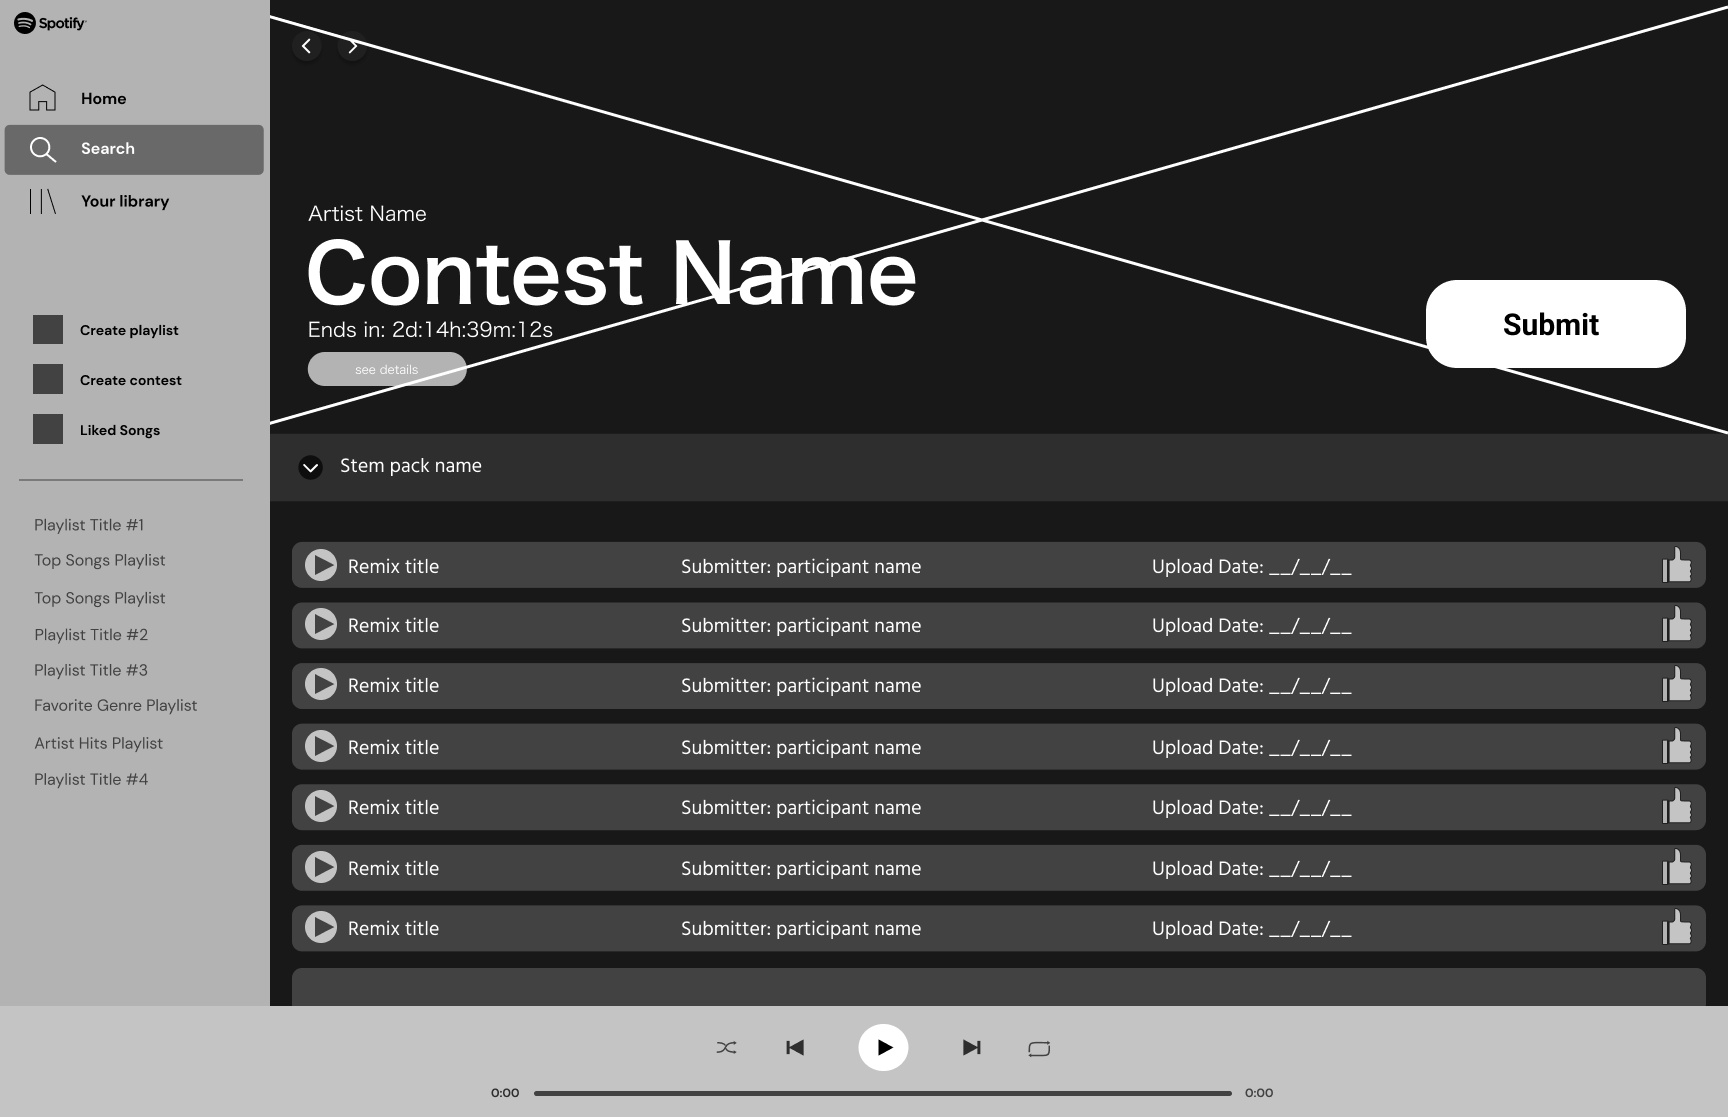 Spotify
Home
Search
Your library
Create playlist
Create contest
Liked Songs
Playlist Title #1
Top Songs Playlist
Top Songs Playlist
Playlist Title #2
Playlist Title #3
Favorite Genre Playlist
Artist Hits Playlist
Playlist Title #4
Artist Name
Contest Name
Ends in: 2d:14h:39m:12s
see details
Submit
Stem pack name
Remix title Submitter: participant name Upload Date: __/__/__
Remix title Submitter: participant name Upload Date: __/__/__
Remix title Submitter: participant name Upload Date: __/__/__
Remix title Submitter: participant name Upload Date: __/__/__
Remix title Submitter: participant name Upload Date: __/__/__
Remix title Submitter: participant name Upload Date: __/__/__
Remix title Submitter: participant name Upload Date: __/__/__
0:00 0:00